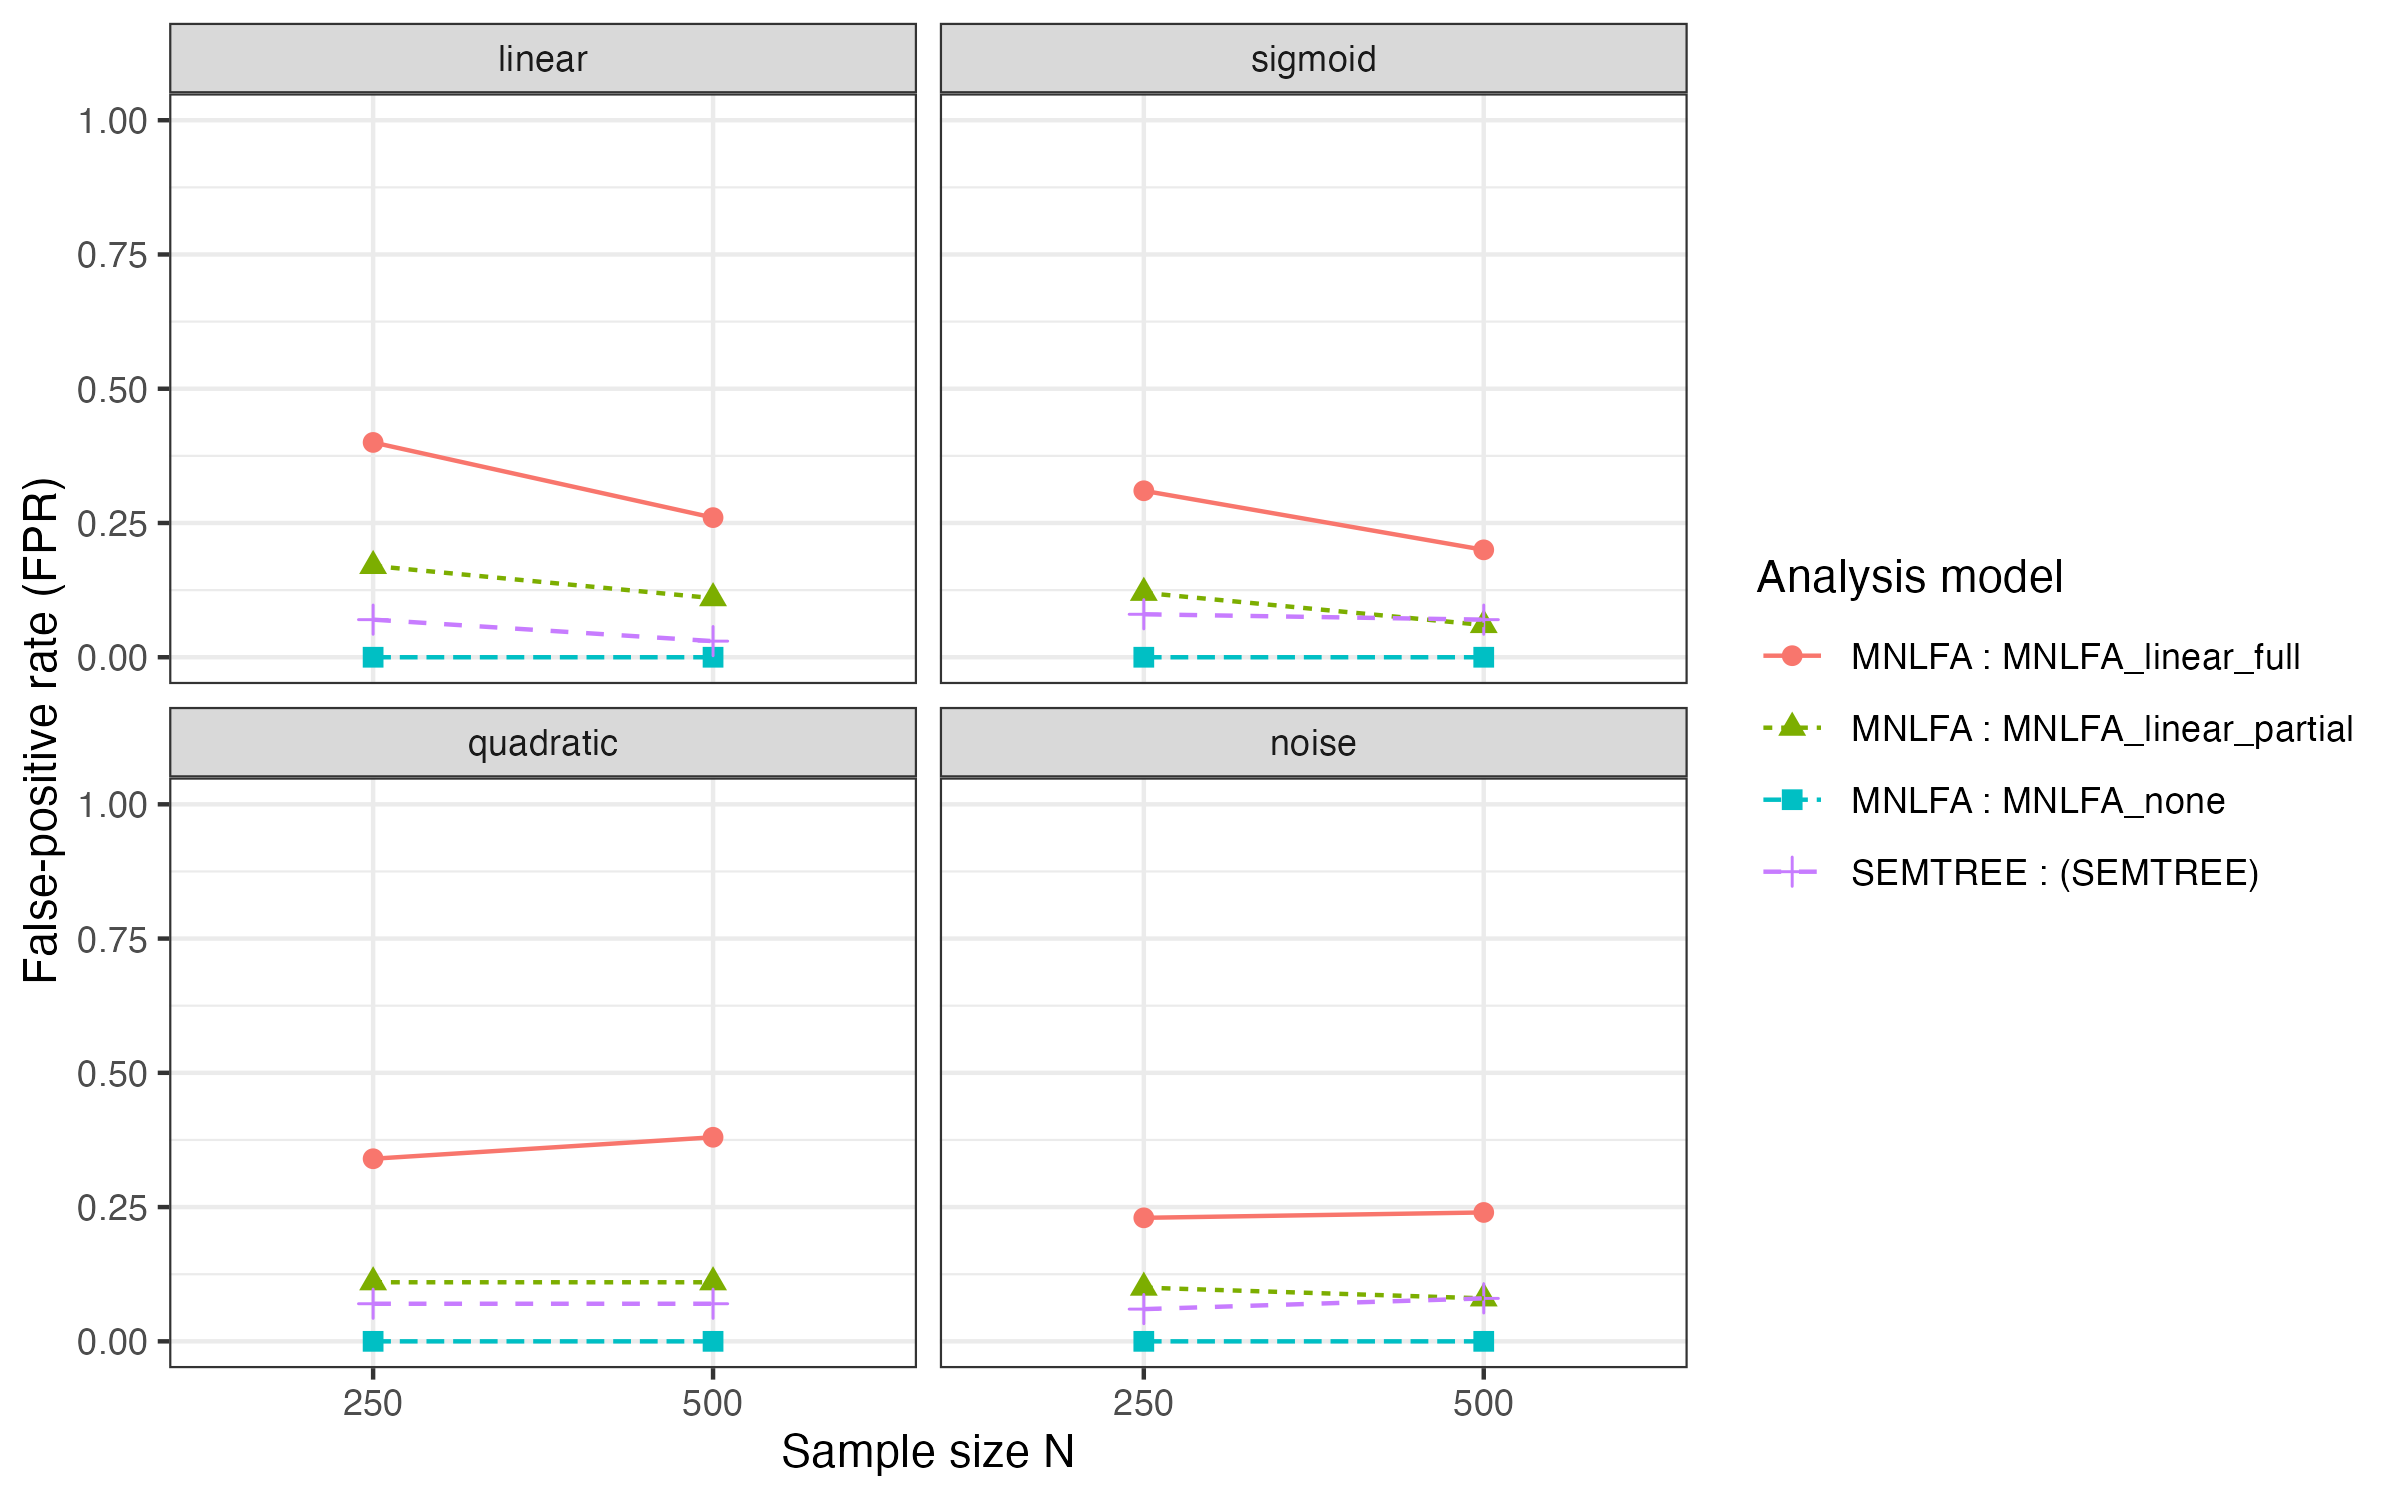 linear
sigmoid
1.00
0.75
0.50
0.25
0.00
quadratic
noise
1.00
0.75
0.50
0.25
0.00
250
500
250
500
Sample size N
False-positive rate (FPR)
Analysis model
MNLFA : MNLFA_linear_full
MNLFA : MNLFA_linear_partial
MNLFA : MNLFA_none
SEMTREE : (SEMTREE)